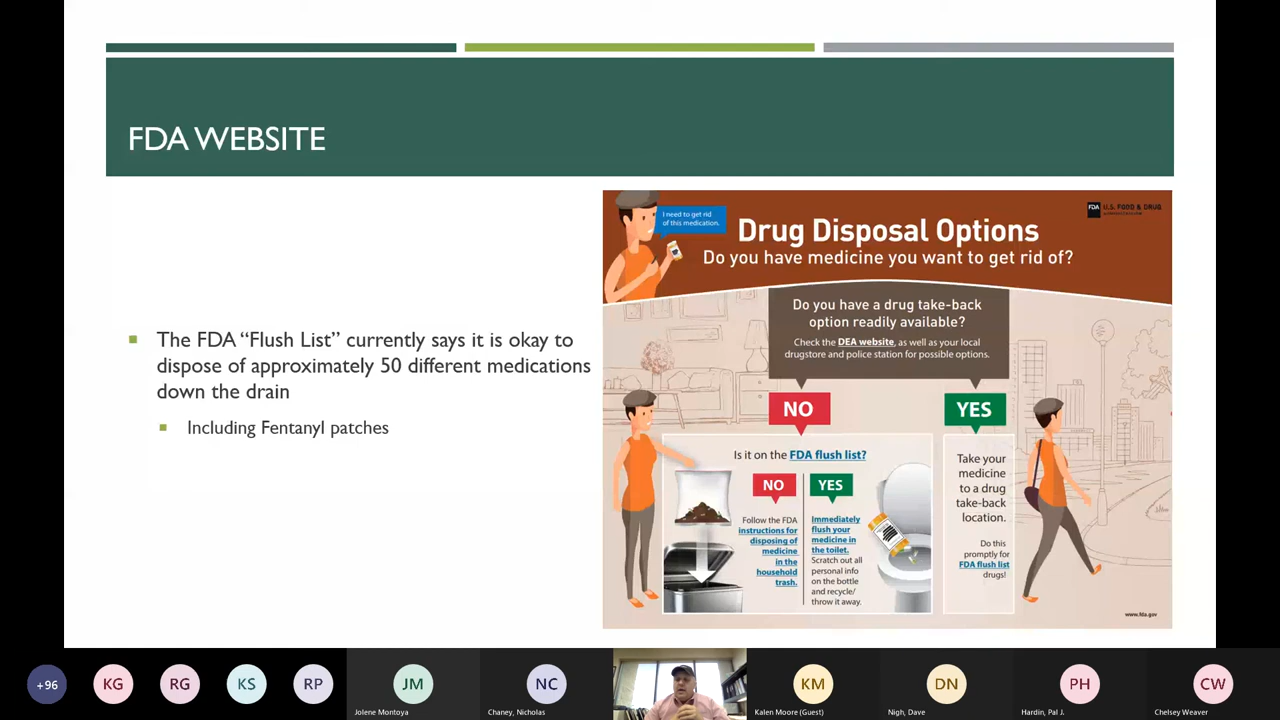 FDA WEBSITE
The FDA “Flush List” currently says it is okay to
dispose of approximately 50 different medications
down the drain
Including Fentanyl patches
I need to get rid
of this medication.
FDA U.S. FOOD & DRUG
Drug Disposal Options
Do you have medicine you want to get rid of?
Do you have a drug take-back
option readily available?
Check the DEA website, as well as your local
drugstore and police station for possible options.
NO
YES
Is it on the FDA flush list?
NO
YES
Follow the FDA
instructions for
disposing of
medicine
in the
household
trash.
Immediately
flush your
medicine in
the toilet.
Scratch out all
personal info
on the bottle
and recycle/
throw it away.
Take your
medicine
to a drug
take-back
location.
Do this
promptly for
FDA flush list
drugs!
www.fda.gov
+96
KG
RG
KS
RP
JM
Jolene Montoya
NC
Chaney, Nicholas
KM
Kalen Moore (Guest)
DN
Nigh, Dave
PH
Hardin, Pal J.
CW
Chelsey Weaver